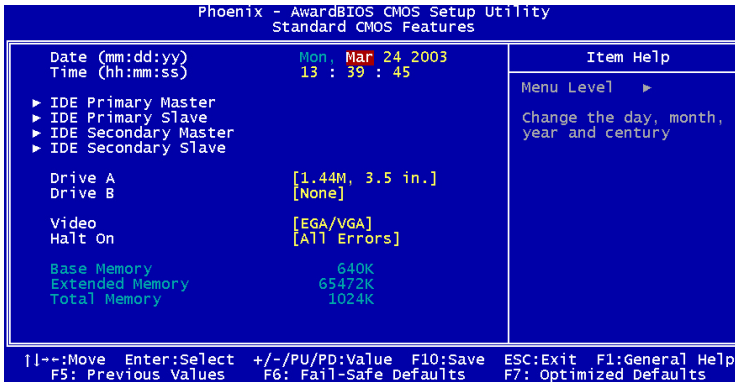 Phoenix - AwardBIOS CMOS Setup Utility
Standard CMOS Features
Date (mm:dd:yy) Mon, Mar 24 2003
Time (hh:mm:ss) 13 : 39 : 45
► IDE Primary Master
► IDE Primary Slave
► IDE Secondary Master
► IDE Secondary Slave
Drive A [1.44M, 3.5 in.]
Drive B [None]
Video [EGA/VGA]
Halt On [All Errors]
Base Memory 640K
Extended Memory 65472K
Total Memory 1024K
Item Help
Menu Level ►
Change the day, month,
year and century
↑↓→←:Move Enter:Select +/-/PU/PD:Value F10:Save ESC:Exit F1:General Help
F5: Previous Values F6: Fail-Safe Defaults F7: Optimized Defaults